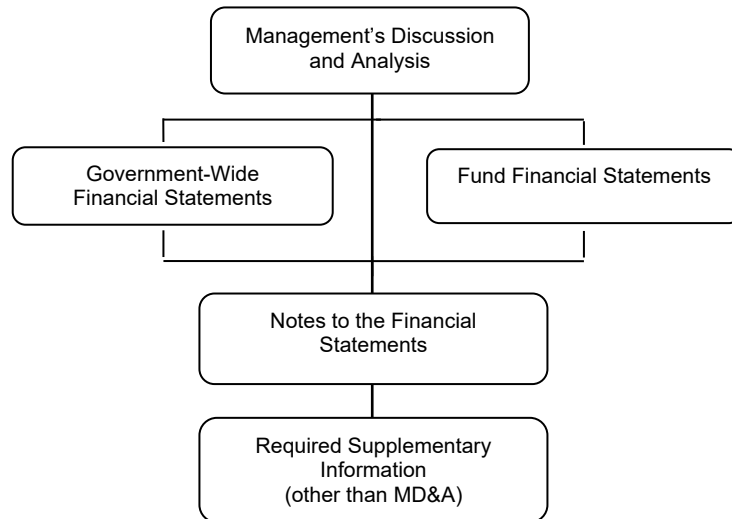 Management’s Discussion
and Analysis
Government-Wide
Financial Statements
Fund Financial Statements
Notes to the Financial
Statements
Required Supplementary
Information
(other than MD&A)